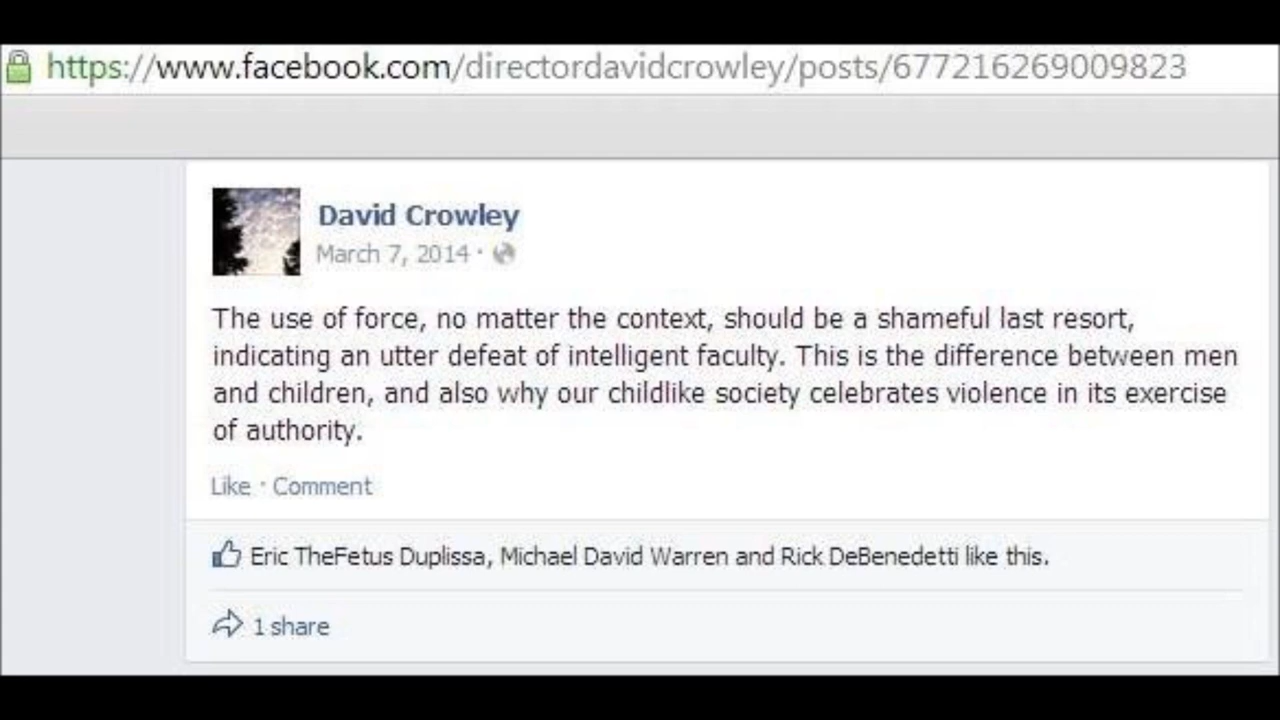 https://www.facebook.com/directordavidcrowley/posts/677216269009823
David Crowley
March 7, 2014 ·
The use of force, no matter the context, should be a shameful last resort,
indicating an utter defeat of intelligent faculty. This is the difference between men
and children, and also why our childlike society celebrates violence in its exercise
of authority.
Like · Comment
Eric TheFetus Duplissa, Michael David Warren and Rick DeBenedetti like this.
1 share